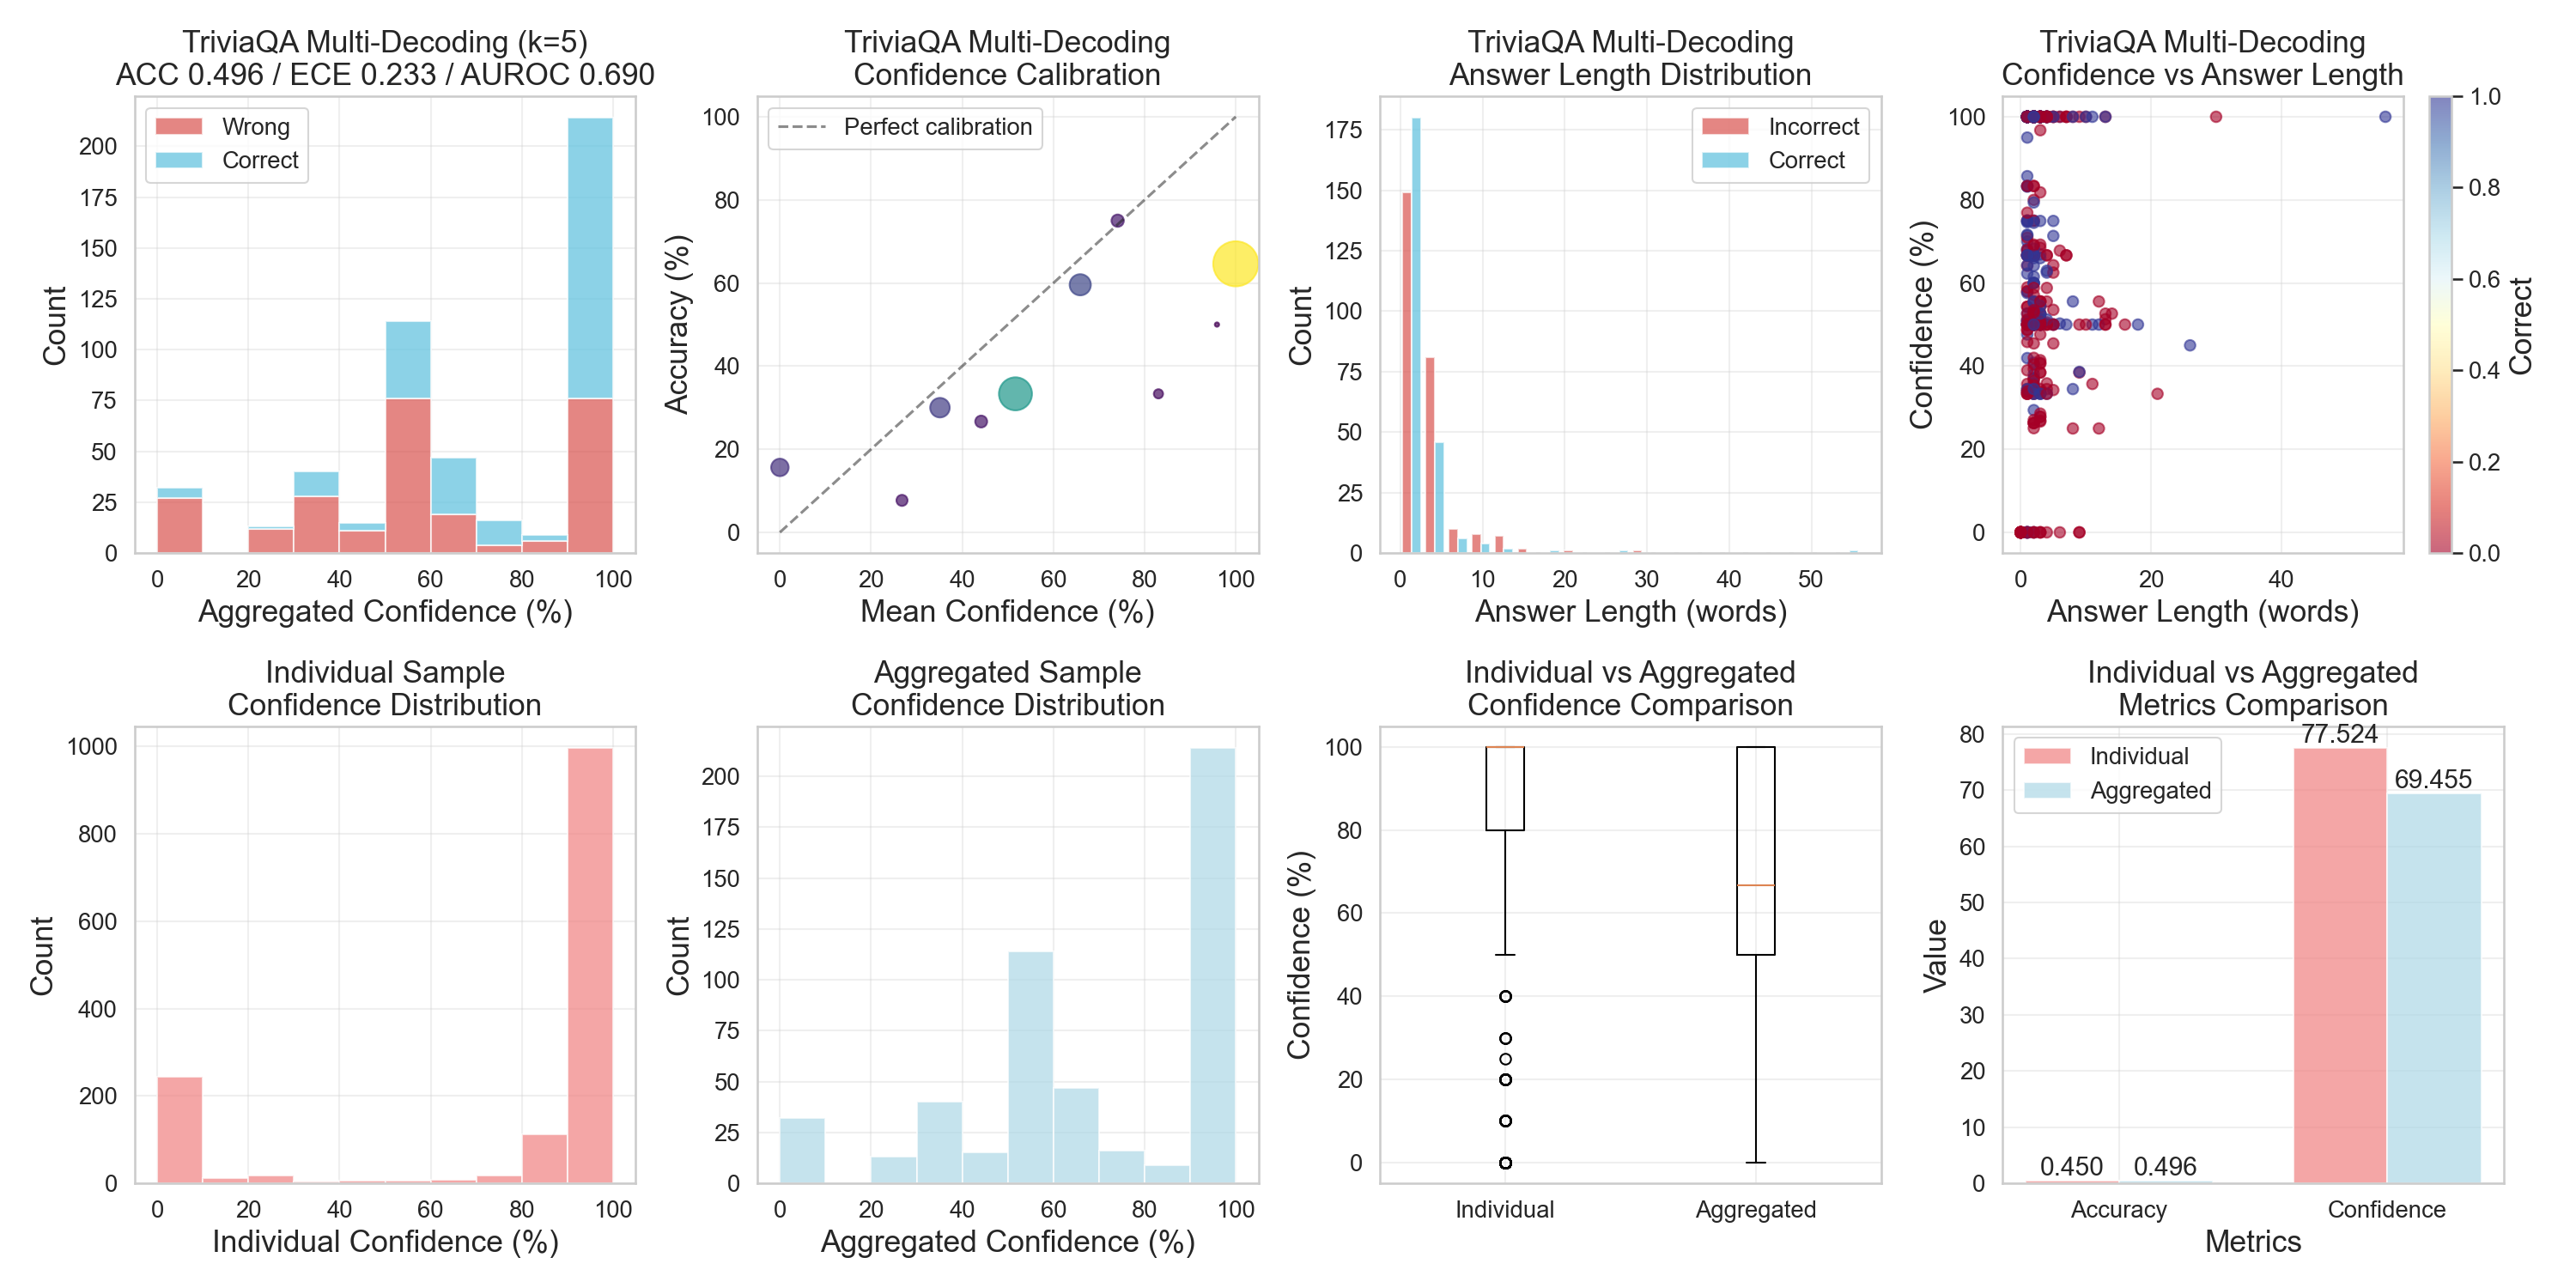 TriviaQA Multi-Decoding (k=5)
ACC 0.496 / ECE 0.233 / AUROC 0.690
Wrong
Correct
200
175
150
125
100
75
50
25
0
Count
0 20 40 60 80 100
Aggregated Confidence (%)
TriviaQA Multi-Decoding
Confidence Calibration
Perfect calibration
100
80
60
40
20
0
Accuracy (%)
0 20 40 60 80 100
Mean Confidence (%)
TriviaQA Multi-Decoding
Answer Length Distribution
Incorrect
Correct
175
150
125
100
75
50
25
0
Count
0 10 20 30 40 50
Answer Length (words)
TriviaQA Multi-Decoding
Confidence vs Answer Length
100
80
60
40
20
0
Confidence (%)
0 20 40
Answer Length (words)
1.0
0.8
0.6
0.4
0.2
0.0
Correct
Individual Sample
Confidence Distribution
1000
800
600
400
200
0
Count
0 20 40 60 80 100
Individual Confidence (%)
Aggregated Sample
Confidence Distribution
200
175
150
125
100
75
50
25
0
Count
0 20 40 60 80 100
Aggregated Confidence (%)
Individual vs Aggregated
Confidence Comparison
100
80
60
40
20
0
Confidence (%)
Individual Aggregated
Individual vs Aggregated
Metrics Comparison
77.524
69.455
Individual
Aggregated
80
70
60
50
40
30
20
10
0
Value
0.450 0.496
Accuracy Confidence
Metrics